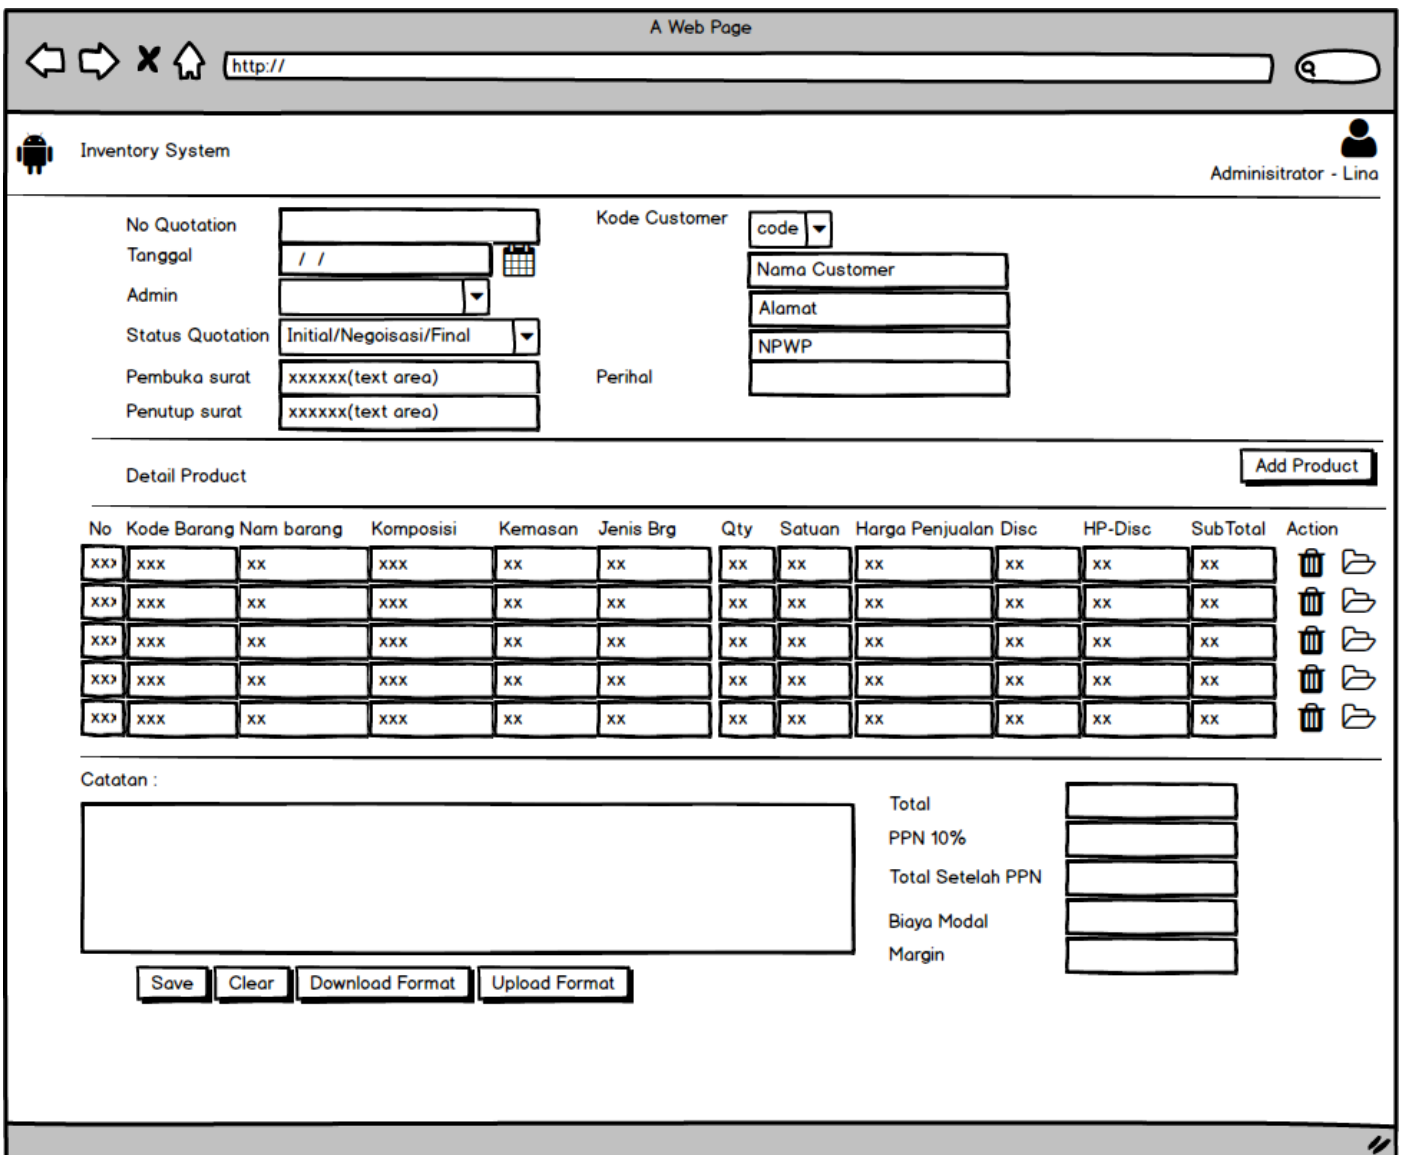 A Web Page
http://
Inventory System
Adminisitrator - Lina
No Quotation
Tanggal / /
Admin
Status Quotation Initial/Negoisasi/Final
Pembuka surat xxxxxx(text area)
Penutup surat xxxxxx(text area)
Kode Customer code
Nama Customer
Alamat
NPWP
Perihal
Detail Product
Add Product
No Kode Barang Nam barang Komposisi Kemasan Jenis Brg Qty Satuan Harga Penjualan Disc HP-Disc SubTotal Action
xxx xxx xx xxx xx xx xx xx xx xx xx xx
xxx xxx xx xxx xx xx xx xx xx xx xx xx
xxx xxx xx xxx xx xx xx xx xx xx xx xx
xxx xxx xx xxx xx xx xx xx xx xx xx xx
xxx xxx xx xxx xx xx xx xx xx xx xx xx
Catatan :
Total
PPN 10%
Total Setelah PPN
Biaya Modal
Margin
Save Clear Download Format Upload Format